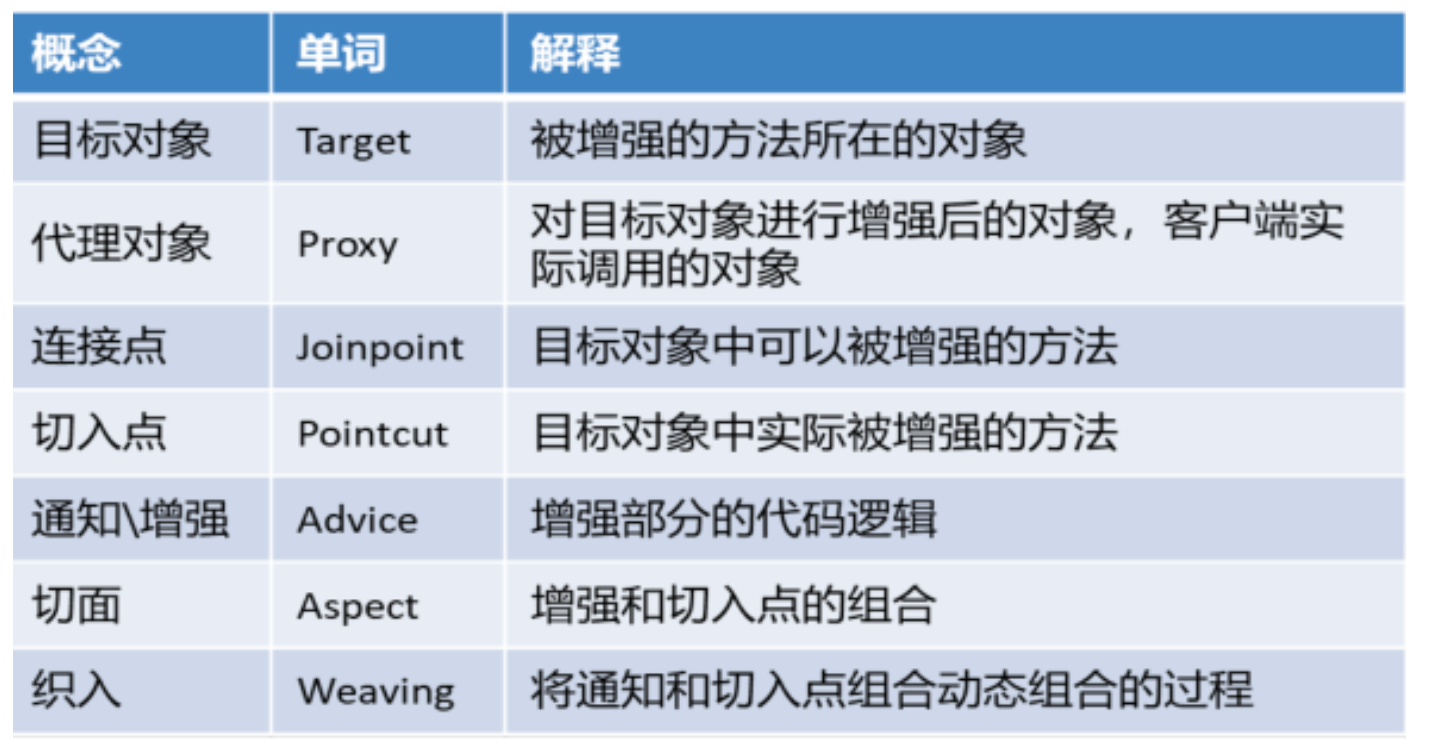 概念 单词 解释
目标对象 Target 被增强的方法所在的对象
代理对象 Proxy 对目标对象进行增强后的对象，客户端实
际调用的对象
连接点 Joinpoint 目标对象中可以被增强的方法
切入点 Pointcut 目标对象中实际被增强的方法
通知\增强 Advice 增强部分的代码逻辑
切面 Aspect 增强和切入点的组合
织入 Weaving 将通知和切入点组合动态组合的过程